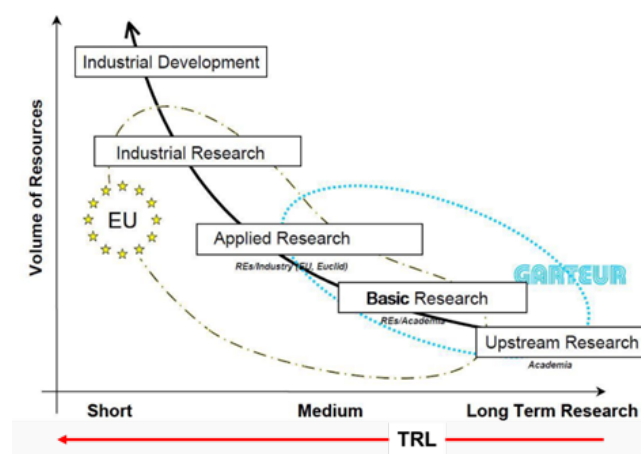 Industrial Development
Industrial Research
EU
Applied Research
REs/Industry (EU, Euclid)
GARTEUR
Basic Research
REs/Academia
Upstream Research
Academia
Volume of Resources
Short
Medium
Long Term Research
TRL